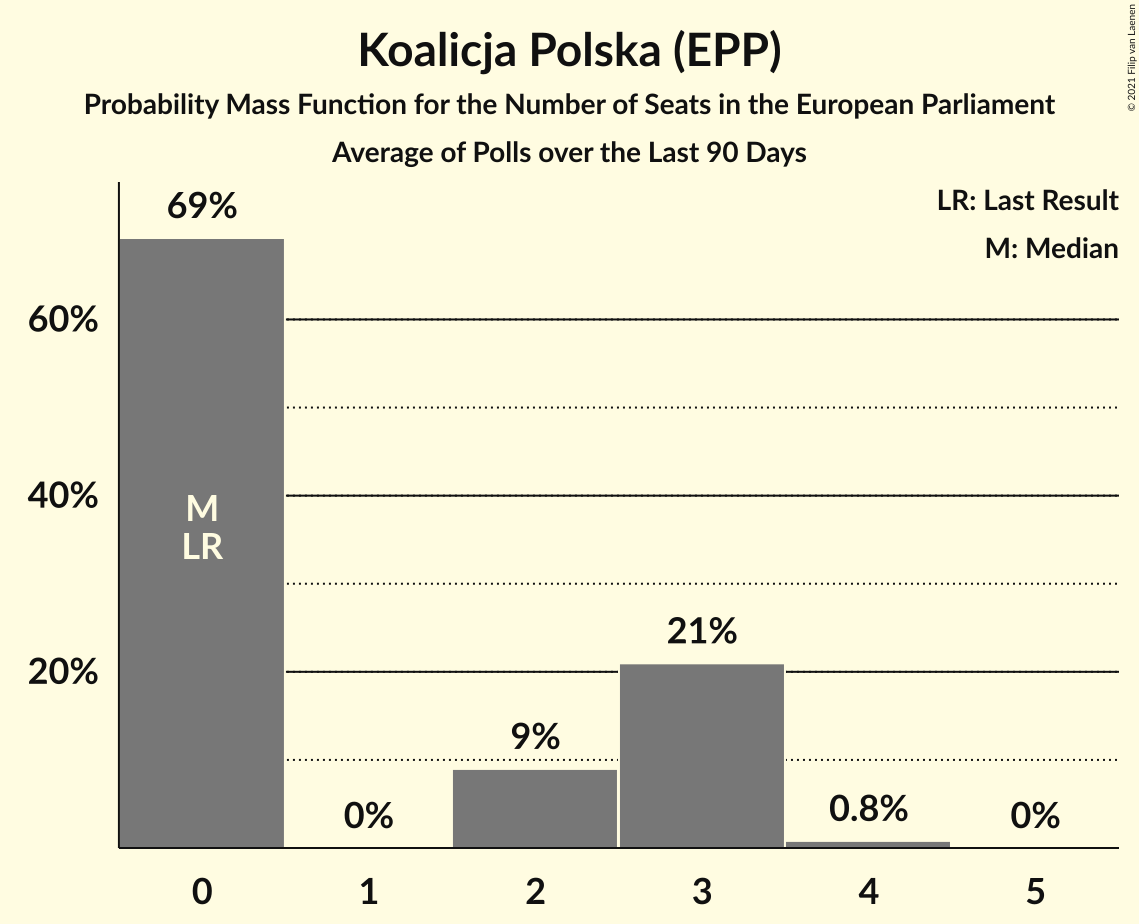 Koalicja Polska (EPP)
Probability Mass Function for the Number of Seats in the European Parliament
Average of Polls over the Last 90 Days
© 2021 Filip van Laenen
LR: Last Result
M: Median
69%
60%
40%
20%
M
LR
0%
9%
21%
0.8%
0%
0 1 2 3 4 5